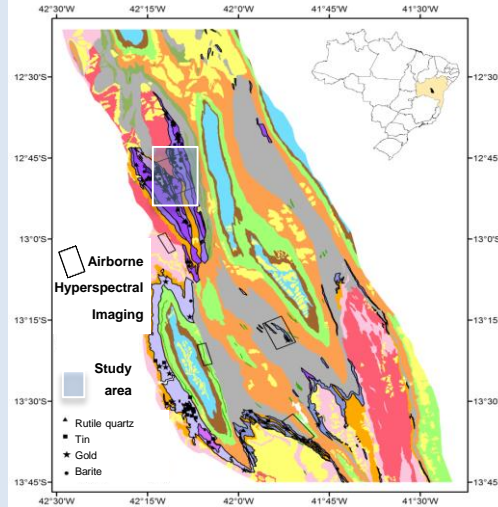 42°30'S 42°15'W 42°0'W 41°45'W 41°30'S
12°30'S 12°30'S
12°45'S 12°45'S
13°0'S 13°0'S
13°15'S 13°15'S
13°30'S 13°30'S
13°45'S 13°45'S
Airborne
Hyperspectral
Imaging
Study
area
Rutile quartz
Tin
Gold
Barite
42°30'W 42°15'W 42°0'W 41°45'W 41°30'W